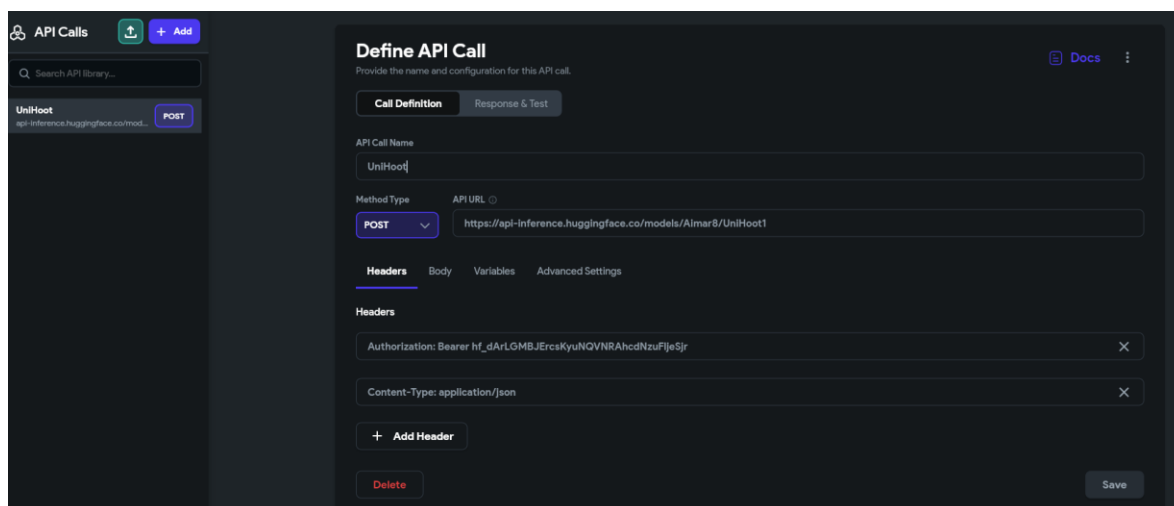 API Calls
+ Add
Search API library...
UniHoot
api-inference.huggingface.co/mod...
POST
Define API Call
Provide the name and configuration for this API call.
Docs
Call Definition Response & Test
API Call Name
UniHoot
Method Type API URL
POST https://api-inference.huggingface.co/models/Almar8/UniHoot1
Headers Body Variables Advanced Settings
Headers
Authorization: Bearer
Content-Type: application/json
+ Add Header
Delete Save